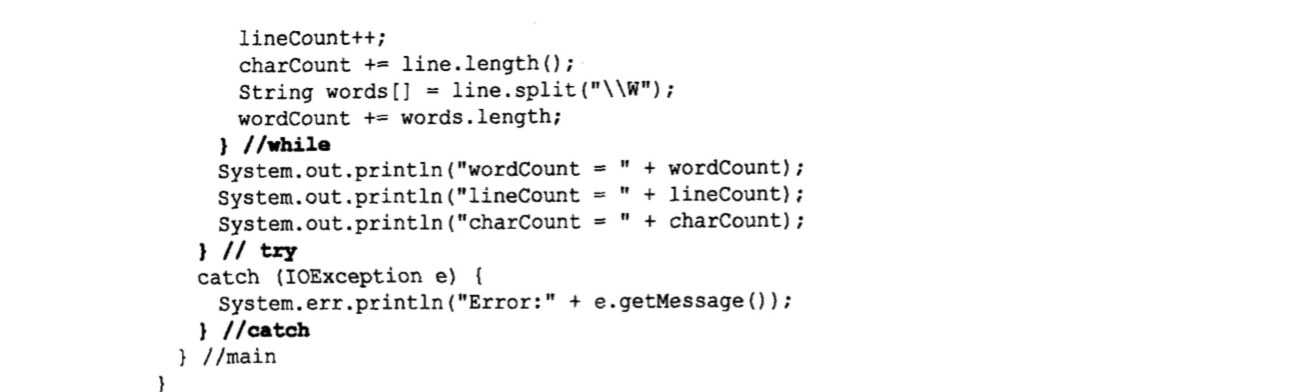 lineCount++;
charCount += line.length();
String words[] = line.split("\\W");
wordCount += words.length;
} //while
System.out.println("wordCount = " + wordCount);
System.out.println("lineCount = " + lineCount);
System.out.println("charCount = " + charCount);
} // try
catch (IOException e) {
System.err.println("Error:" + e.getMessage());
} //catch
} //main
}